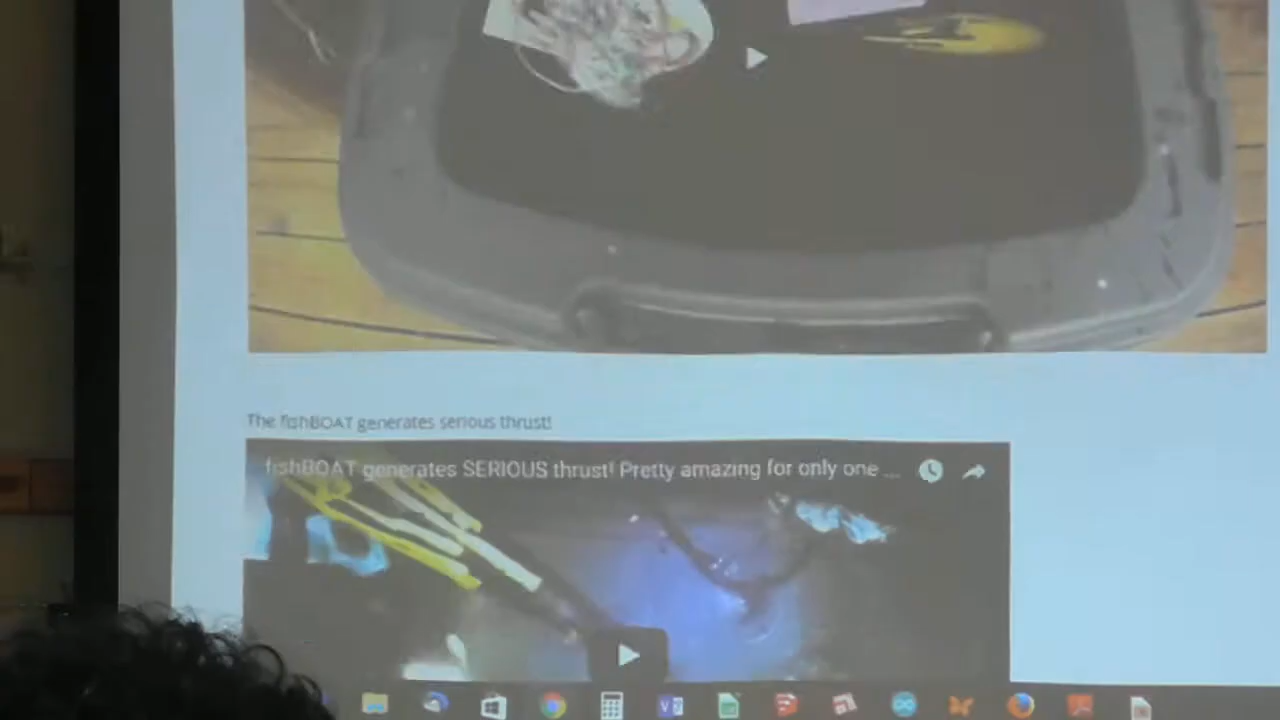 The fishBOAT generates serious thrust!
fishBOAT generates SERIOUS thrust! Pretty amazing for only one ...